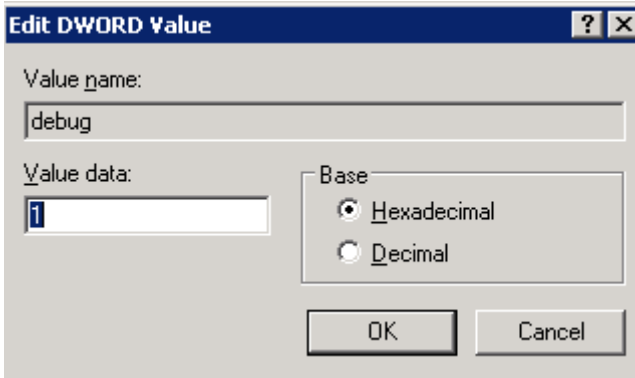 Edit DWORD Value
Value name:
debug
Value data:
1
Base
Hexadecimal
Decimal
OK
Cancel